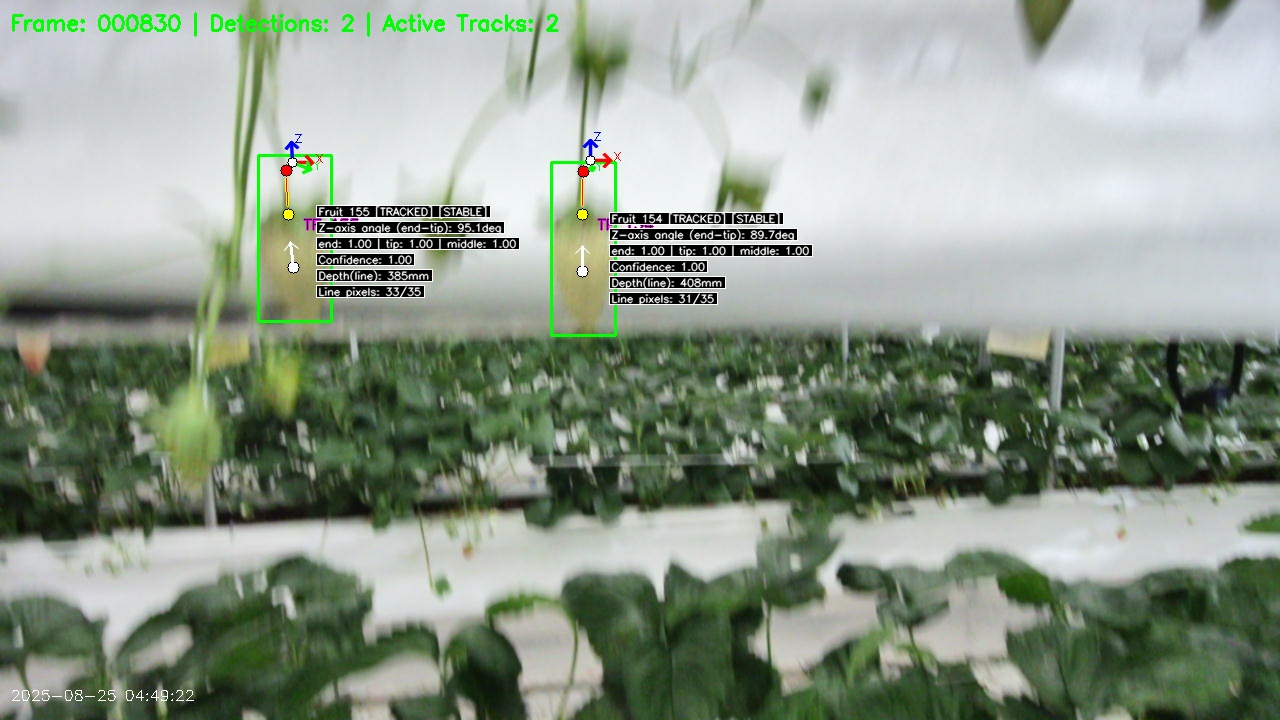 Frame: 000830 | Detections: 2 | Active Tracks: 2
Z
X
Z
X
Fruit 155 [TRACKED] [STABLE]
Z-axis angle (end-tip): 95.1deg
end: 1.00 | tip: 1.00 | middle: 1.00
Confidence: 1.00
Depth(line): 385mm
Line pixels: 33/35
Fruit 154 [TRACKED] [STABLE]
Z-axis angle (end-tip): 89.7deg
end: 1.00 | tip: 1.00 | middle: 1.00
Confidence: 1.00
Depth(line): 408mm
Line pixels: 31/35
2025-08-25 04:49:22